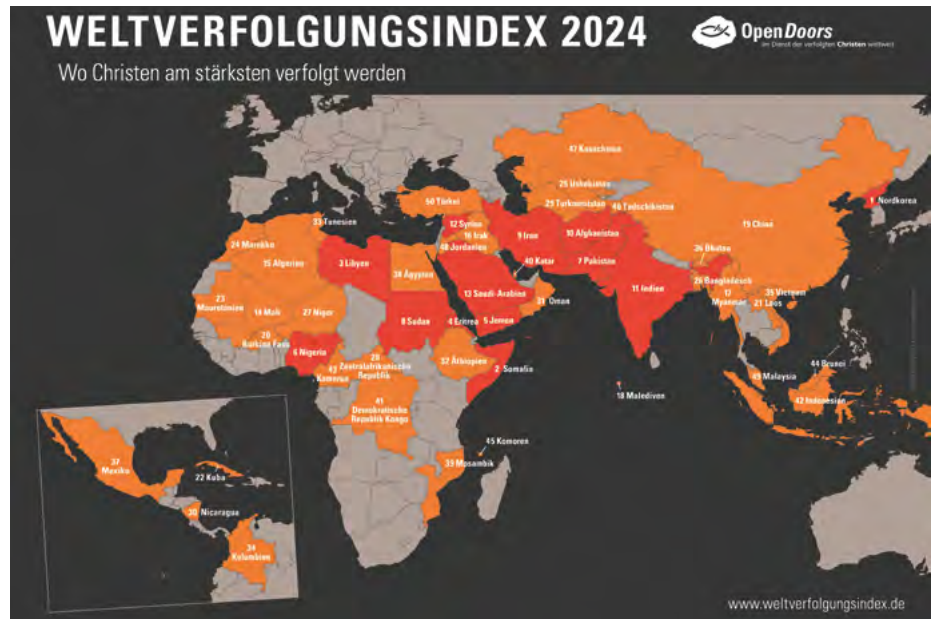 WELTVERFOLGUNGSINDEX 2024
OpenDoors
im Dienst der verfolgten Christen weltweit
Wo Christen am stärksten verfolgt werden
47 Kasachstan
25 Usbekistan
29 Turkmenistan
46 Tadschikistan
50 Türkei
33 Tunesien
12 Syrien
16 Irak
48 Jordanien
9 Iran
10 Afghanistan
19 China
1 Nordkorea
24 Marokko
15 Algerien
3 Libyen
38 Ägypten
40 Katar
7 Pakistan
36 Bhutan
26 Bangladesch
13 Saudi-Arabien
31 Oman
11 Indien
17
Myanmar
35 Vietnam
21 Laos
23
Mauretanien
14 Mali
27 Niger
8 Sudan
4 Eritrea
5 Jemen
20
Burkina Faso
6 Nigeria
28
Zentralafrikanische
Republik
43
Kamerun
32 Äthiopien
2 Somalia
18 Malediven
44 Brunei
49 Malaysia
42 Indonesien
41
Demokratische
Republik Kongo
45 Komoren
39 Mosambik
37
Mexiko
22 Kuba
30 Nicaragua
34
Kolumbien
www.weltverfolgungsindex.de